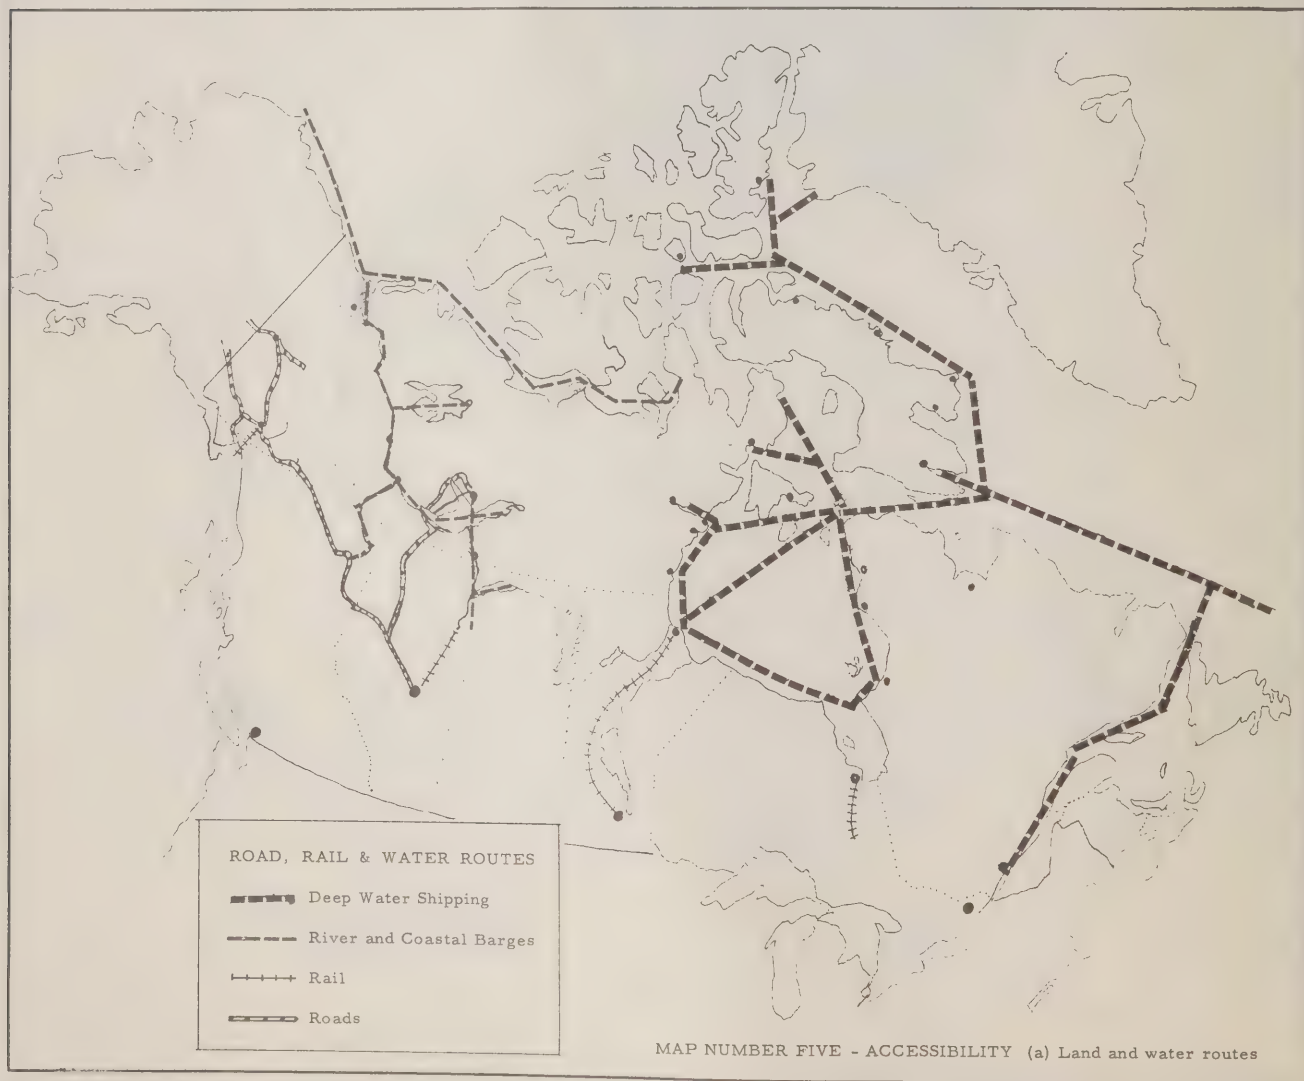 ROAD, RAIL & WATER ROUTES
Deep Water Shipping
River and Coastal Barges
Rail
Roads
MAP NUMBER FIVE - ACCESSIBILITY (a) Land and water routes